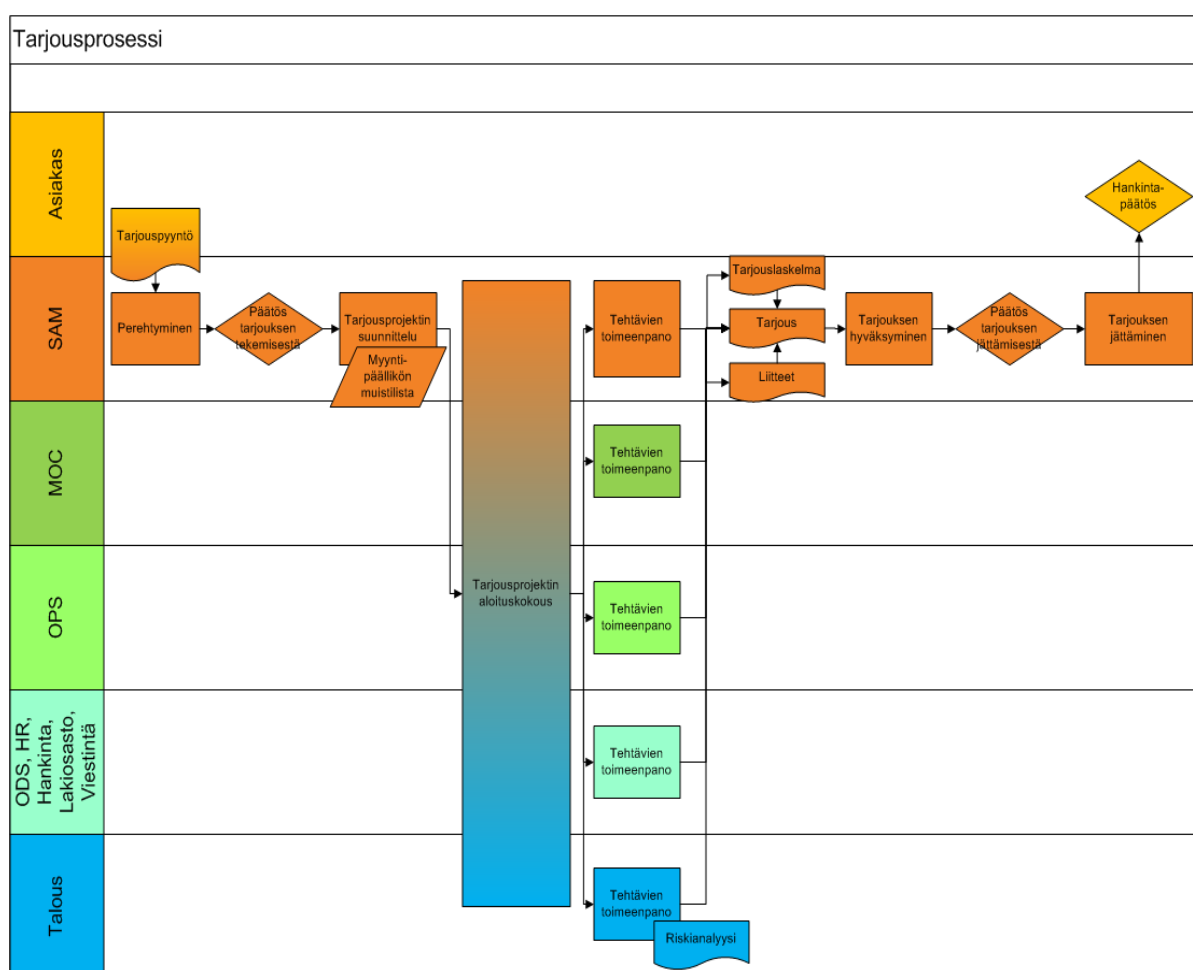 Tarjousprosessi
Asiakas
Tarjouspyyntö
Hankinta-
päätös
SAM
Perehtyminen
Päätös
tarjouksen
tekemisestä
Tarjousprojektin
suunnittelu
Myynti-
päällikön
muistilista
Tehtävien
toimeenpano
Tarjouslaskelma
Tarjous
Liitteet
Tarjouksen
hyväksyminen
Päätös
tarjouksen
jättämisestä
Tarjouksen
jättäminen
MOC
Tehtävien
toimeenpano
OPS
Tarjousprojektin
aloituskokous
Tehtävien
toimeenpano
ODS, HR,
Hankinta,
Lakiosasto,
Viestintä
Tehtävien
toimeenpano
Talous
Tehtävien
toimeenpano
Riskianalyysi